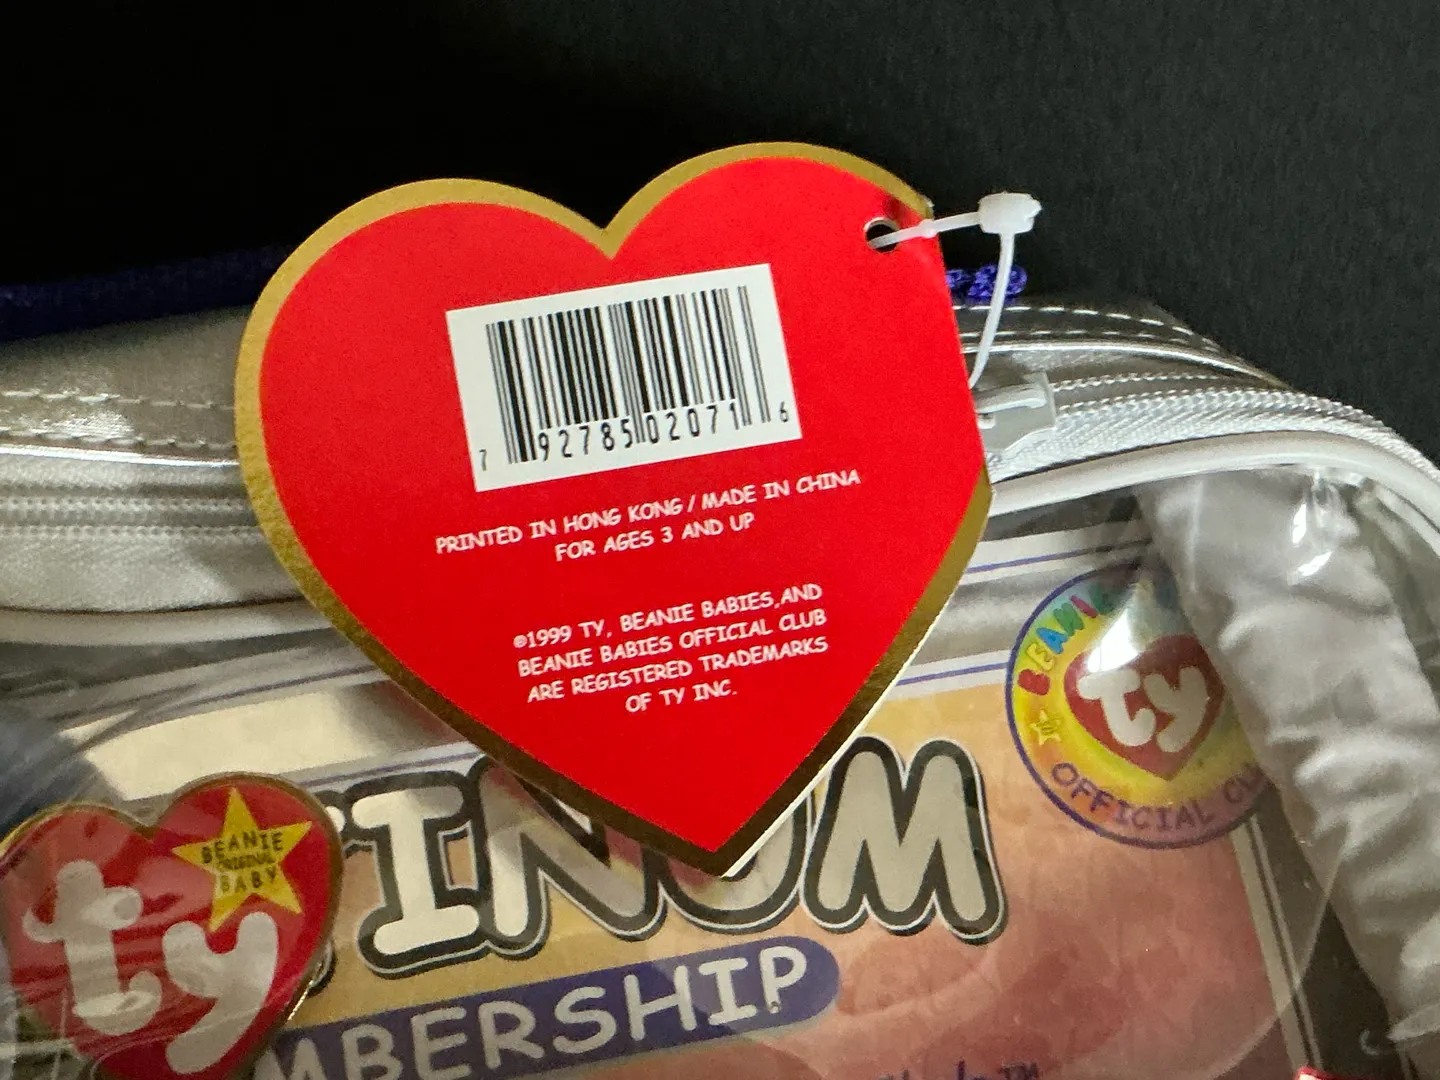 7 92785 02071 6
PRINTED IN HONG KONG / MADE IN CHINA
FOR AGES 3 AND UP
©1999 TY, BEANIE BABIES, AND
BEANIE BABIES OFFICIAL CLUB
ARE REGISTERED TRADEMARKS
OF TY INC.
ty
OFFICIAL
BEANIE
ORIGINAL
BABY
ty
INUM
MBERSHIP